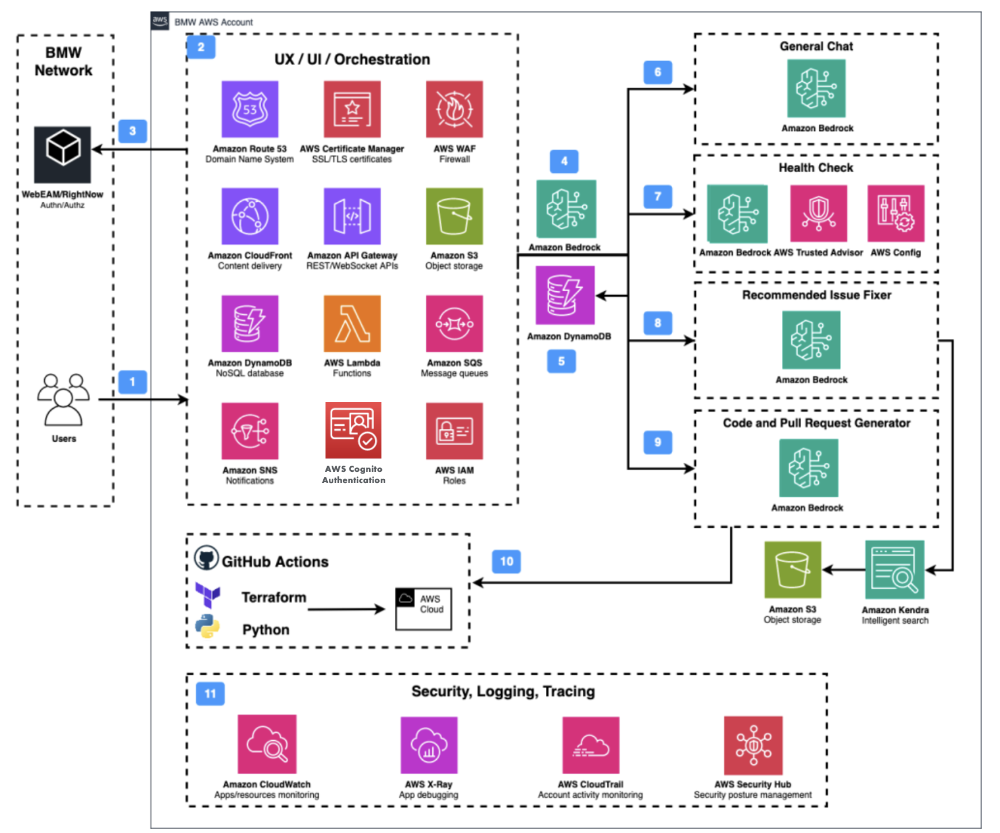 aws
BMW AWS Account
BMW
Network
3
WebEAM/RightNow
Authn/Authz
1
Users
2
UX / UI / Orchestration
53
Amazon Route 53
Domain Name System
AWS Certificate Manager
SSL/TLS certificates
AWS WAF
Firewall
Amazon CloudFront
Content delivery
</>
Amazon API Gateway
REST/WebSocket APIs
Amazon S3
Object storage
Amazon DynamoDB
NoSQL database
AWS Lambda
Functions
Amazon SQS
Message queues
Amazon SNS
Notifications
AWS Cognito
Authentication
AWS IAM
Roles
4
Amazon Bedrock
Amazon DynamoDB
5
6
General Chat
Amazon Bedrock
7
Health Check
Amazon Bedrock
AWS Trusted Advisor
AWS Config
8
Recommended Issue Fixer
Amazon Bedrock
9
Code and Pull Request Generator
Amazon Bedrock
Amazon S3
Object storage
Amazon Kendra
Intelligent search
10
GitHub Actions
Terraform
Python
AWS
Cloud
11
Security, Logging, Tracing
Amazon CloudWatch
Apps/resources monitoring
AWS X-Ray
App debugging
AWS CloudTrail
Account activity monitoring
AWS Security Hub
Security posture management